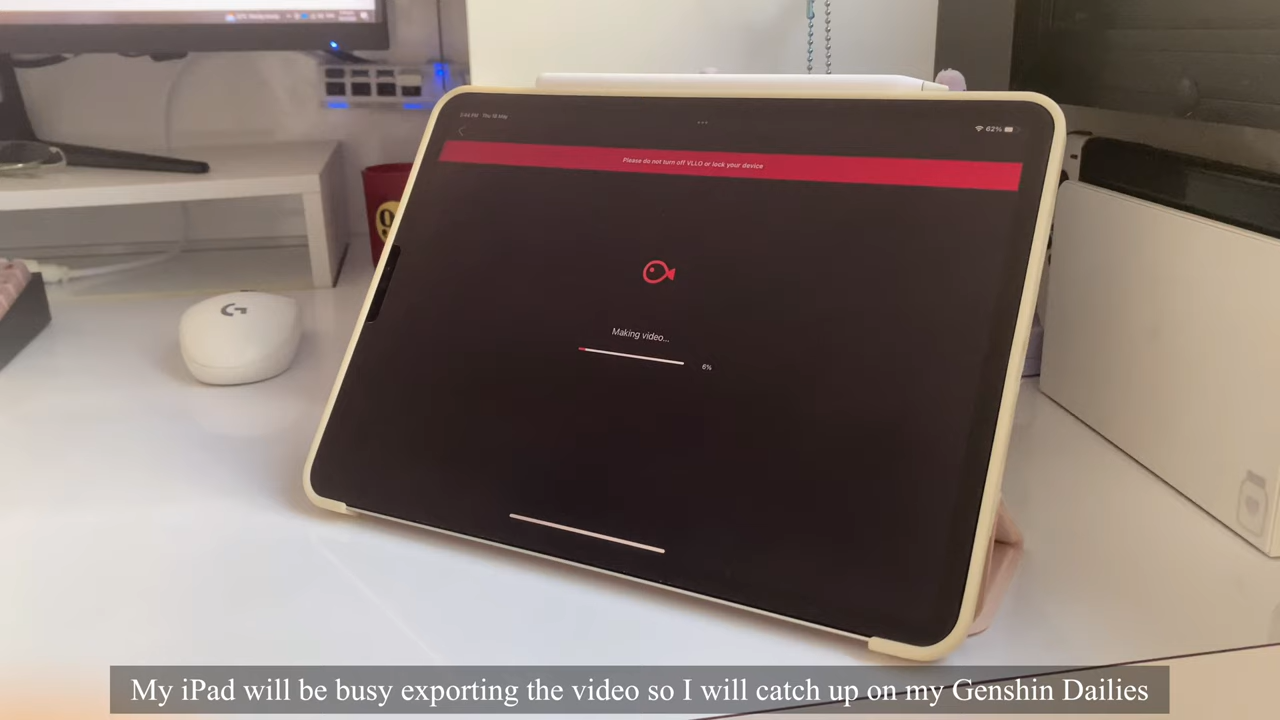 62%
Please do not turn off VLLO or lock your device
Making video...
6%
My iPad will be busy exporting the video so I will catch up on my Genshin Dailies